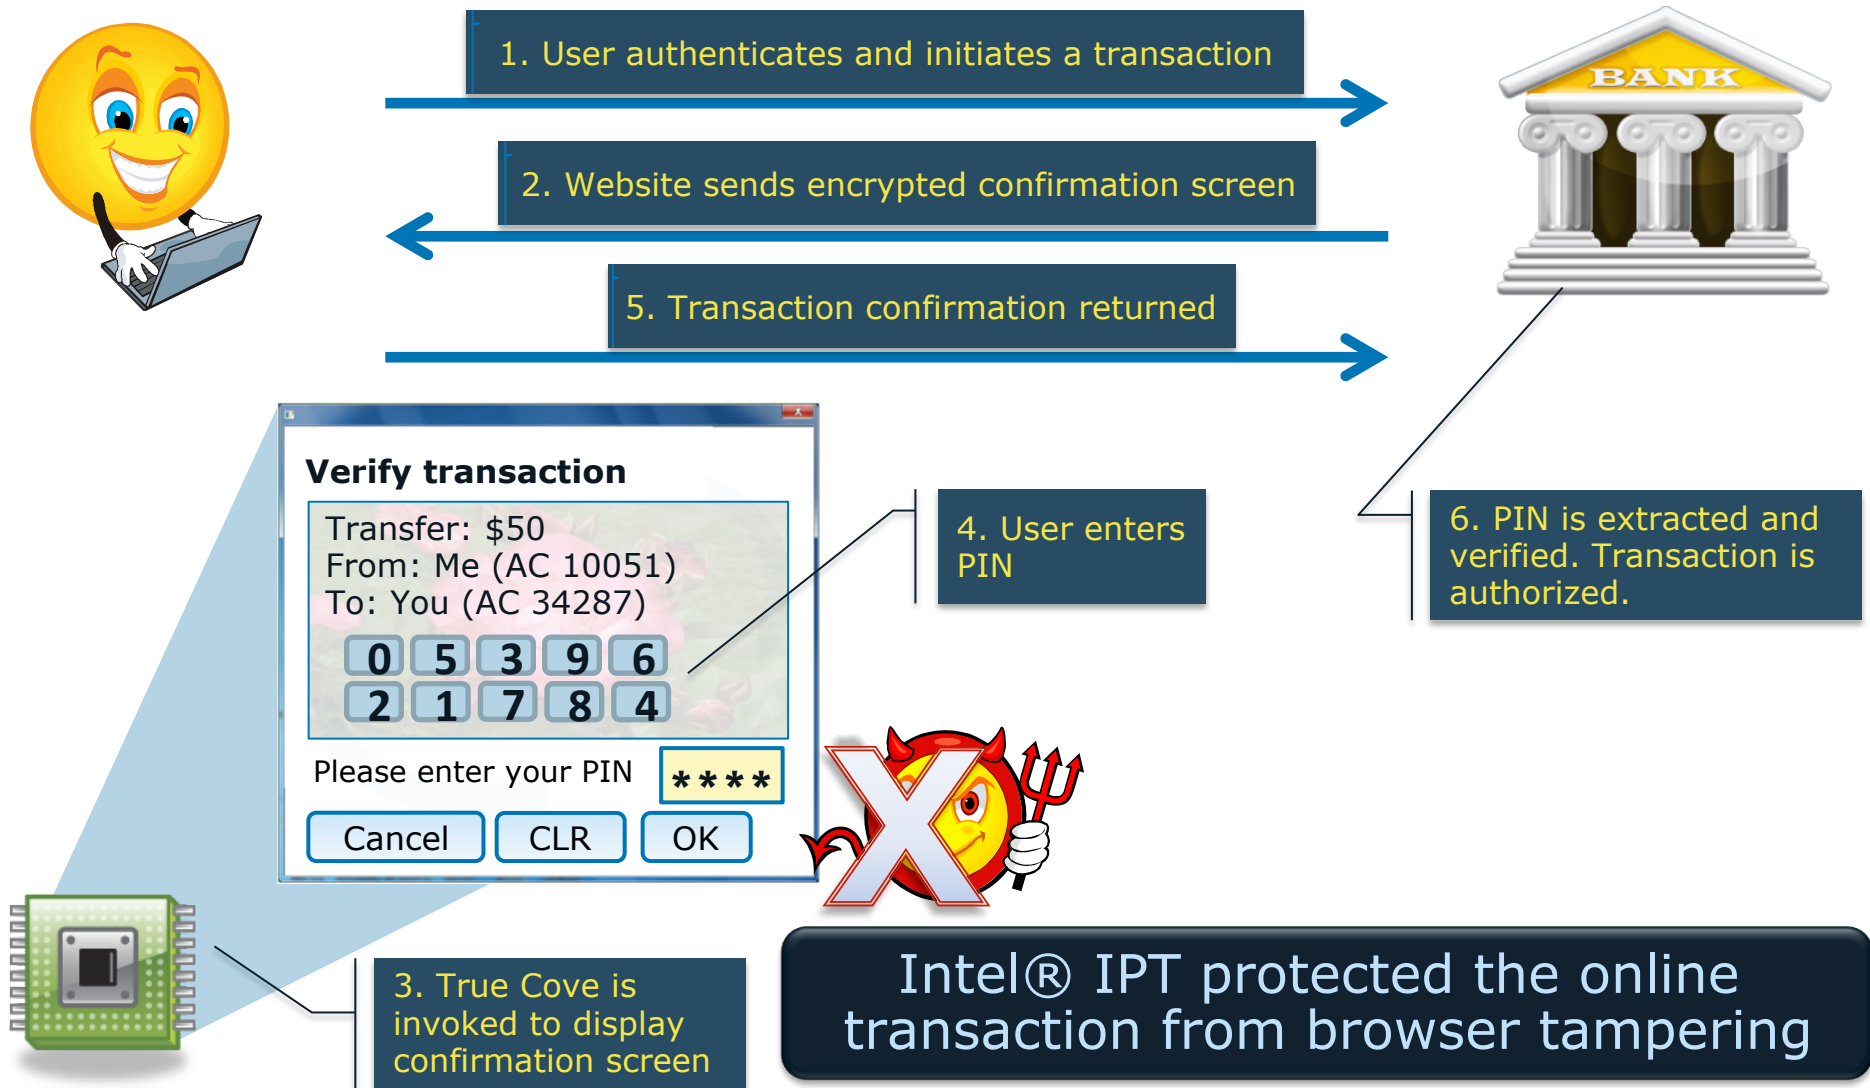 1. User authenticates and initiates a transaction
BANK
2. Website sends encrypted confirmation screen
5. Transaction confirmation returned
X
Verify transaction
Transfer: $50
From: Me (AC 10051)
To: You (AC 34287)
0 5 3 9 6
2 1 7 8 4
Please enter your PIN
****
Cancel
CLR
OK
4. User enters
PIN
6. PIN is extracted and
verified. Transaction is
authorized.
X
3. True Cove is
invoked to display
confirmation screen
Intel® IPT protected the online
transaction from browser tampering